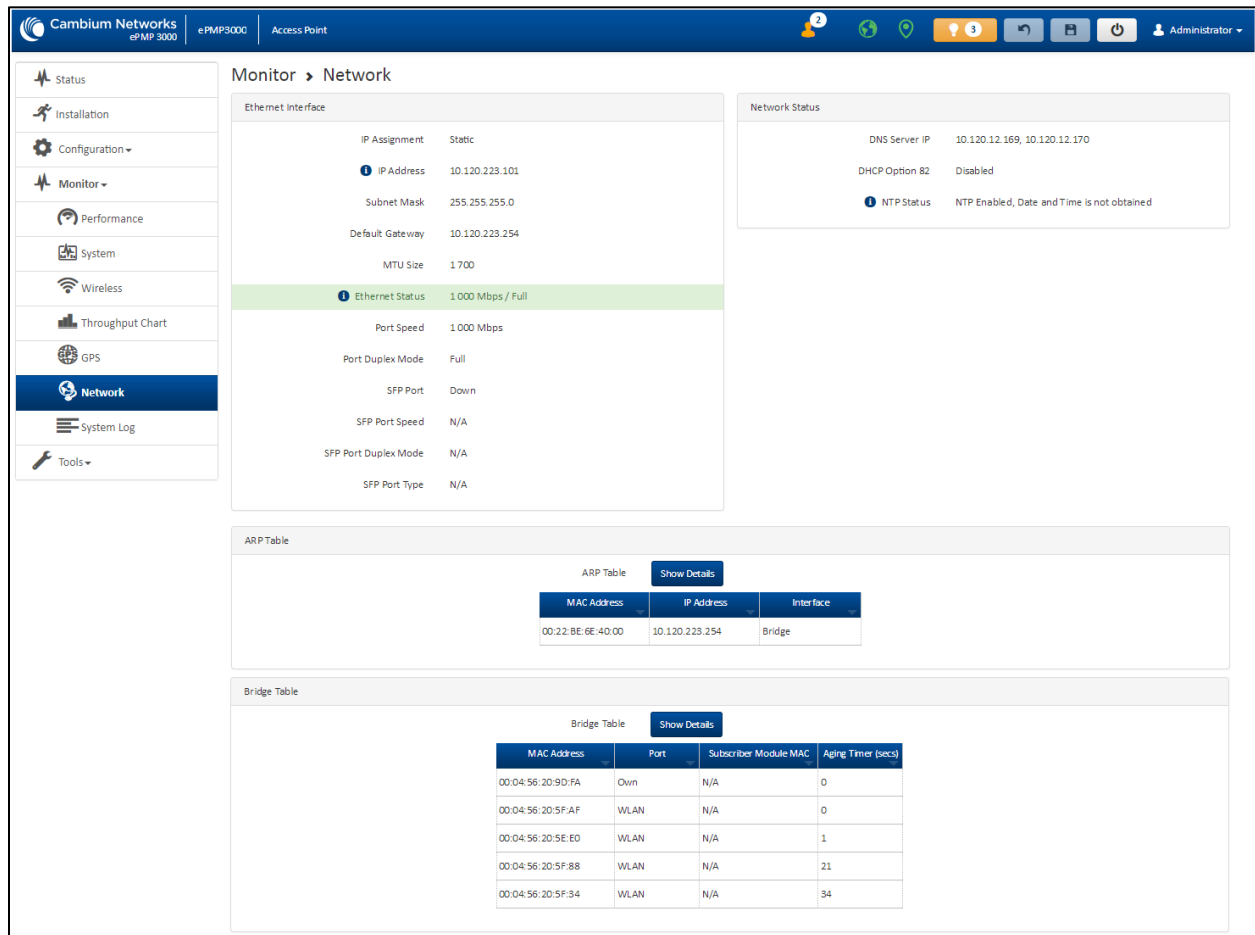 Cambium Networks
ePMP 3000
ePMP3000
Access Point
2
3
Administrator
Status
Installation
Configuration
Monitor
Performance
System
Wireless
Throughput Chart
GPS
GPS
Network
System Log
Tools
Monitor > Network
Ethernet Interface
IP Assignment Static
IP Address 10.120.223.101
Subnet Mask 255.255.255.0
Default Gateway 10.120.223.254
MTU Size 1700
Ethernet Status 1000 Mbps / Full
Port Speed 1000 Mbps
Port Duplex Mode Full
SFP Port Down
SFP Port Speed N/A
SFP Port Duplex Mode N/A
SFP Port Type N/A
Network Status
DNS Server IP 10.120.12.169, 10.120.12.170
DHCP Option 82 Disabled
NTP Status NTP Enabled, Date and Time is not obtained
ARP Table
ARP Table Show Details
MAC Address IP Address Interface
00:22:BE:6E:40:00 10.120.223.254 Bridge
Bridge Table
Bridge Table Show Details
MAC Address Port Subscriber Module MAC Aging Timer (secs)
00:04:56:20:9D:FA Own N/A 0
00:04:56:20:5F:AF WLAN N/A 0
00:04:56:20:5E:E0 WLAN N/A 1
00:04:56:20:5F:88 WLAN N/A 21
00:04:56:20:5F:34 WLAN N/A 34